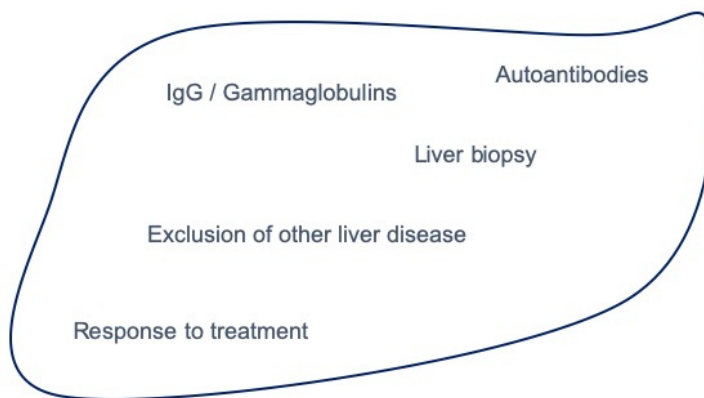 Autoantibodies
IgG / Gammaglobulins
Liver biopsy
Exclusion of other liver disease
Response to treatment